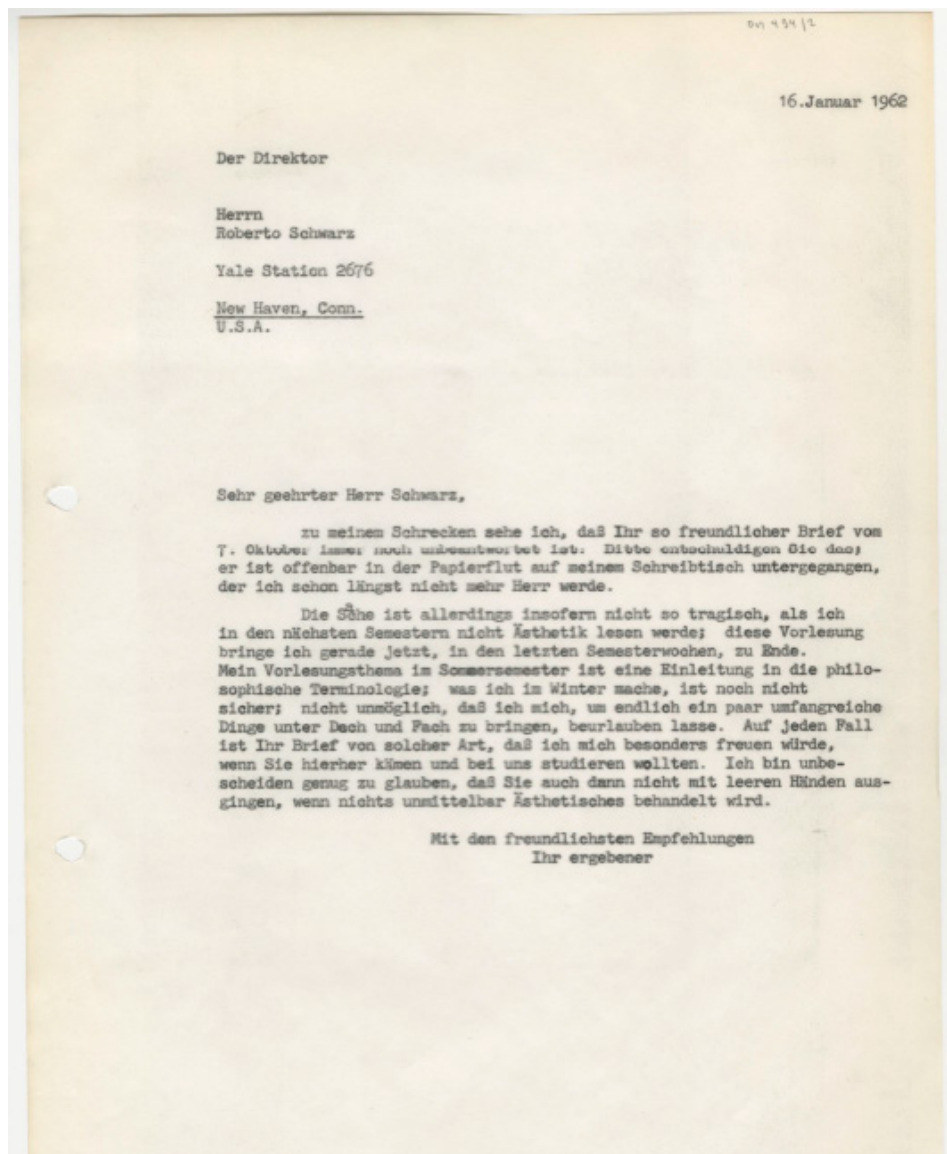 16.Januar 1962
Der Direktor
Herrn
Roberto Schwarz
Yale Station 2676
New Haven, Conn.
U.S.A.
Sehr geehrter Herr Schwarz,
zu meinem Schrecken sehe ich, daß Ihr so freundlicher Brief vom
7. Oktober immer noch unbeantwortet ist. Bitte entschuldigen Sie das;
er ist offenbar in der Papierflut auf meinem Schreibtisch untergegangen,
der ich schon längst nicht mehr Herr werde.
Die Sache ist allerdings insofern nicht so tragisch, als ich
in den nächsten Semestern nicht Ästhetik lesen werde; diese Vorlesung
bringe ich gerade jetzt, in den letzten Semesterwochen, zu Ende.
Mein Vorlesungsthema im Sommersemester ist eine Einleitung in die philo-
sophische Terminologie; was ich im Winter mache, ist noch nicht
sicher; nicht unmöglich, daß ich mich, um endlich ein paar umfangreiche
Dinge unter Dach und Fach zu bringen, beurlauben lasse. Auf jeden Fall
ist Ihr Brief von solcher Art, daß ich mich besonders freuen würde,
wenn Sie hierher kämen und bei uns studieren wollten. Ich bin unbe-
scheiden genug zu glauben, daß Sie auch dann nicht mit leeren Händen aus-
gingen, wenn nichts unmittelbar Ästhetisches behandelt wird.
Mit den freundlichsten Empfehlungen
Ihr ergebener